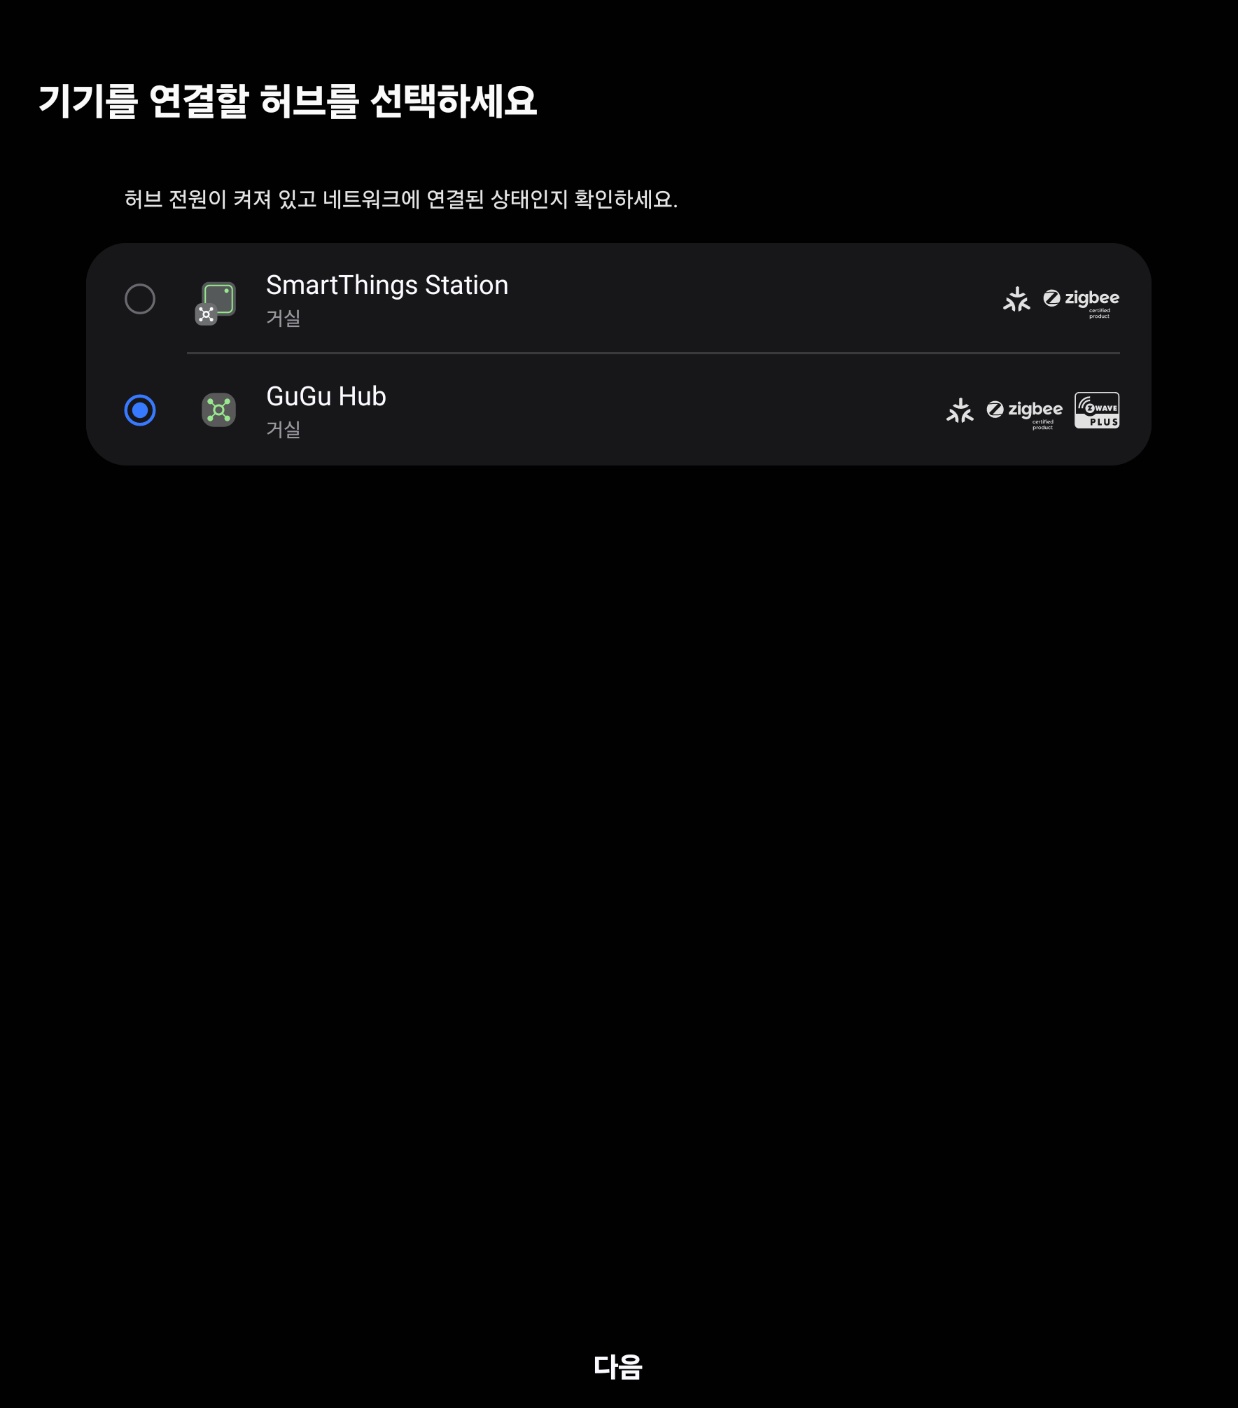 기기를 연결할 허브를 선택하세요
허브 전원이 켜져 있고 네트워크에 연결된 상태인지 확인하세요.
SmartThings Station
거실
zigbee
certified
product
GuGu Hub
거실
zigbee
certified
product
Z WAVE
PLUS
다음